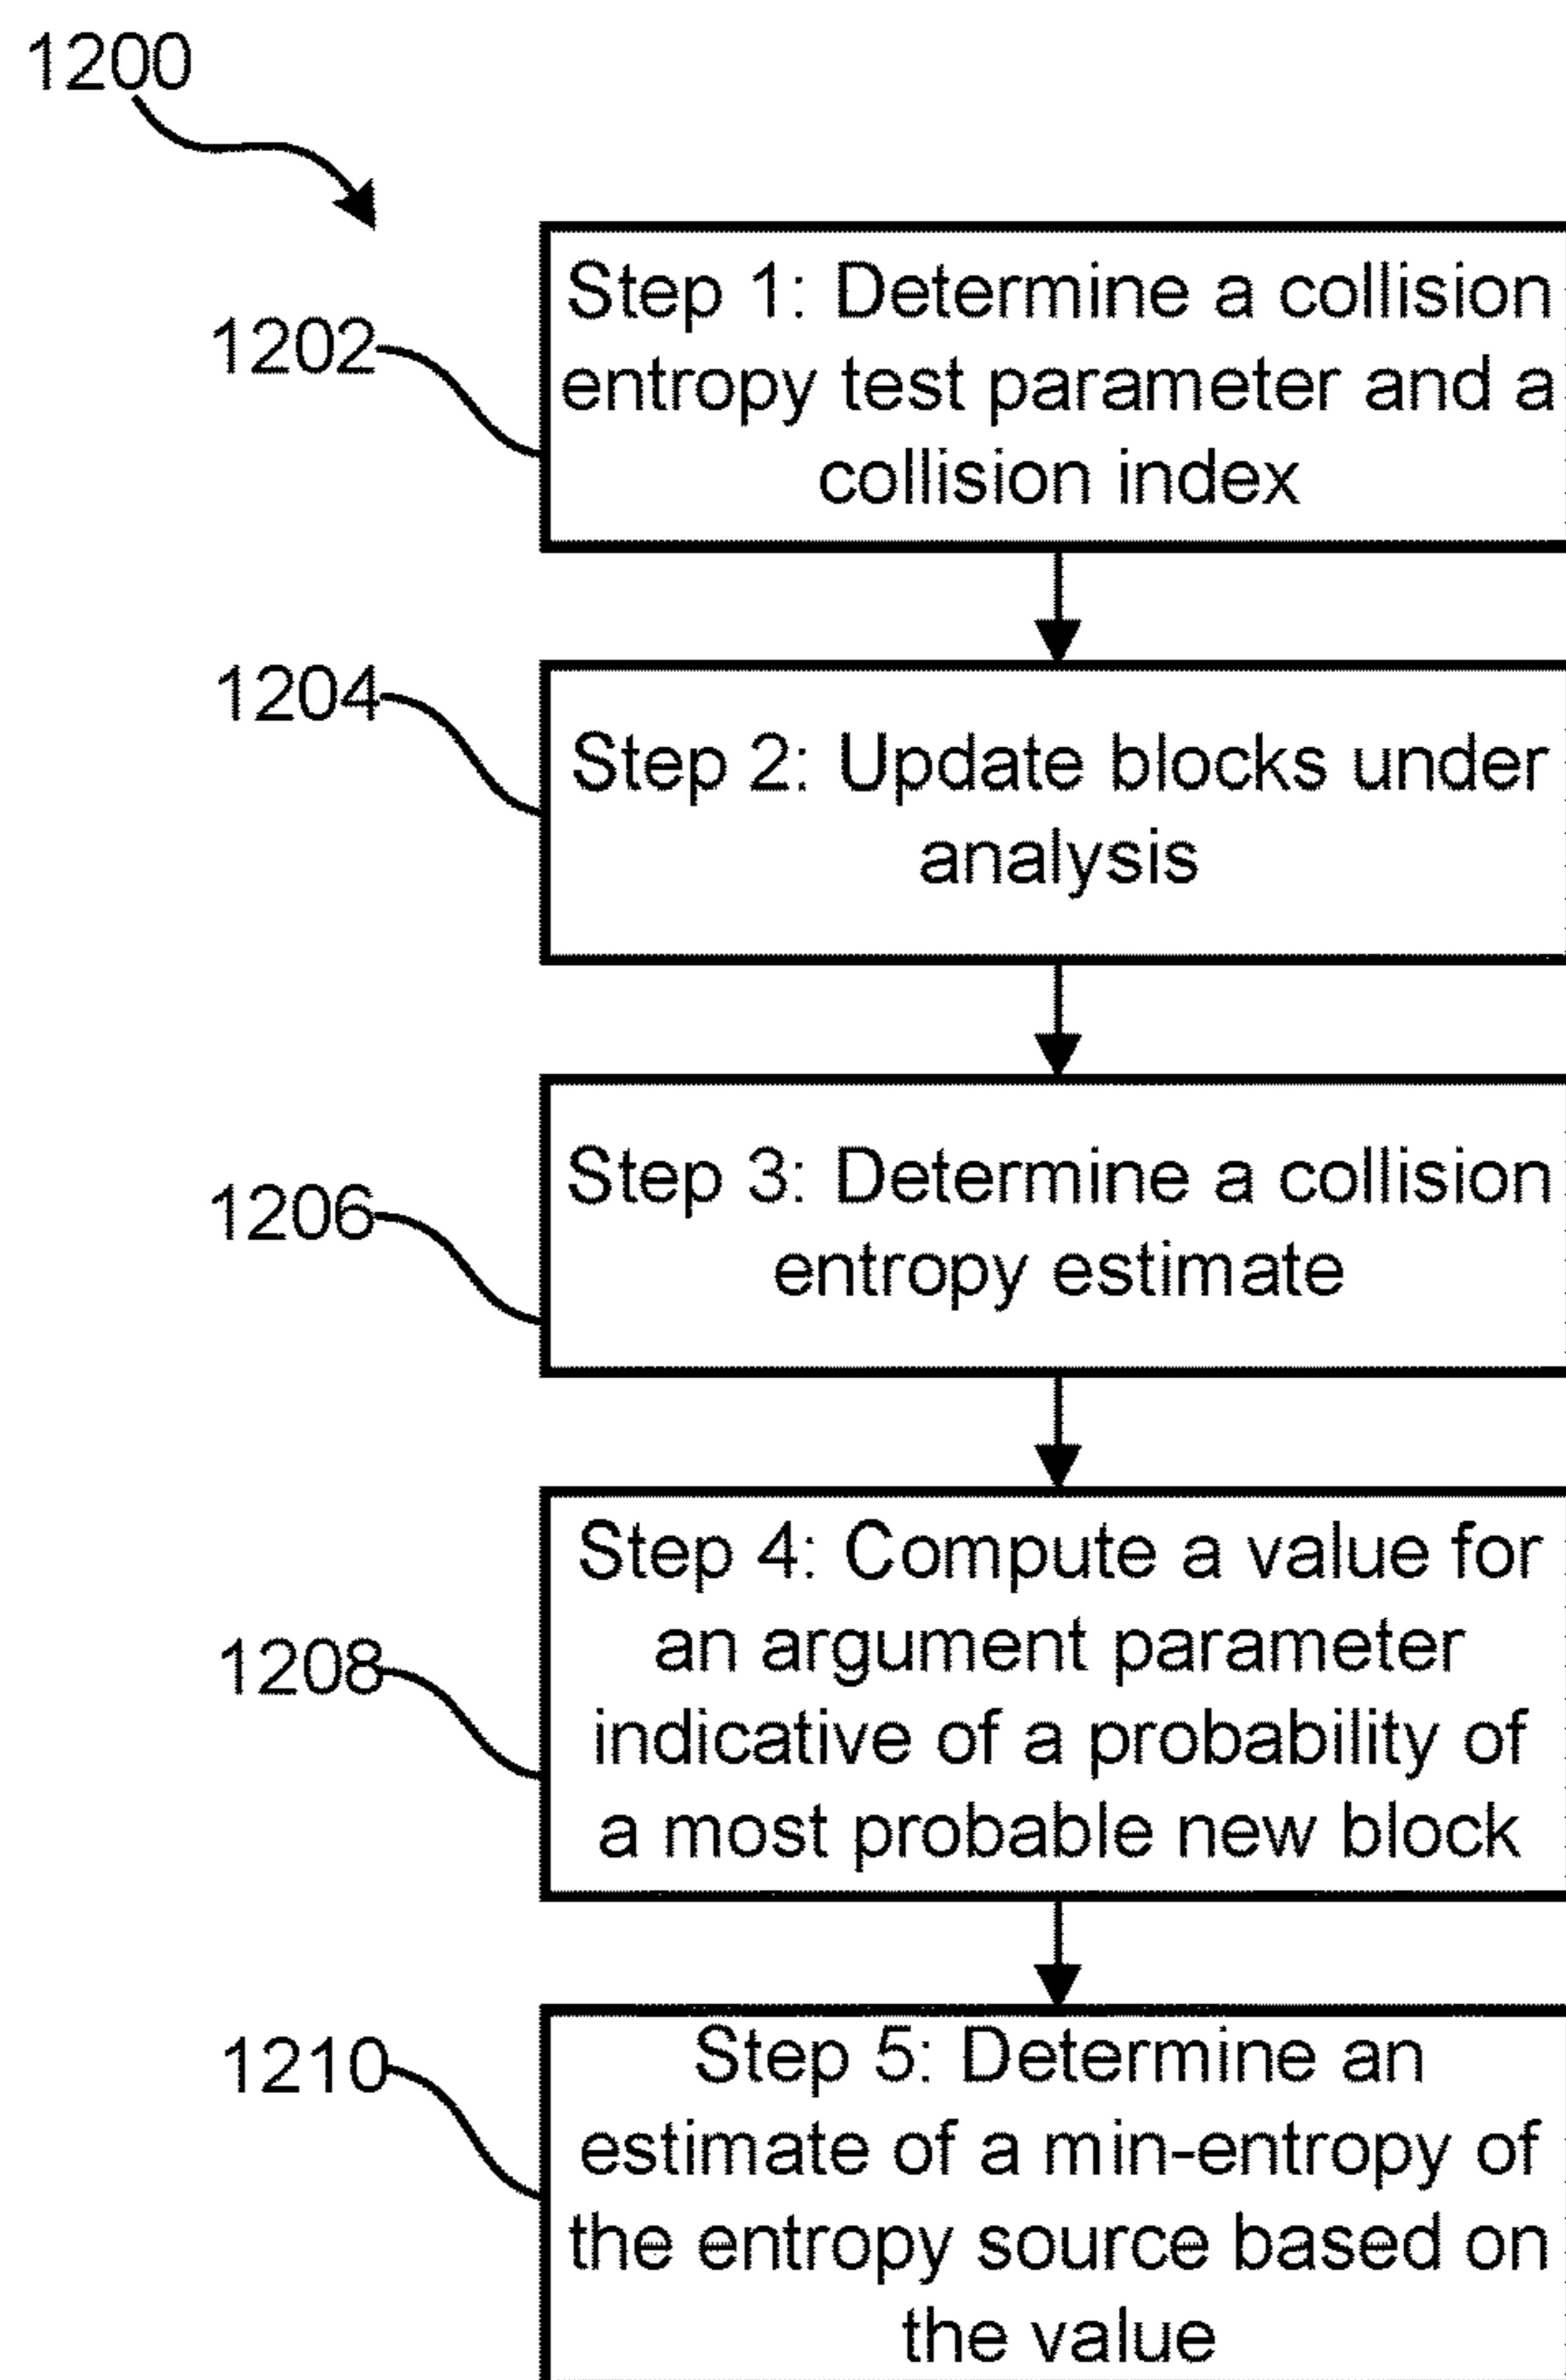 1200
1202
Step 1: Determine a collision
entropy test parameter and a
collision index
1204
Step 2: Update blocks under
analysis
1206
Step 3: Determine a collision
entropy estimate
1208
Step 4: Compute a value for
an argument parameter
indicative of a probability of
a most probable new block
1210
Step 5: Determine an
estimate of a min-entropy of
the entropy source based on
the value